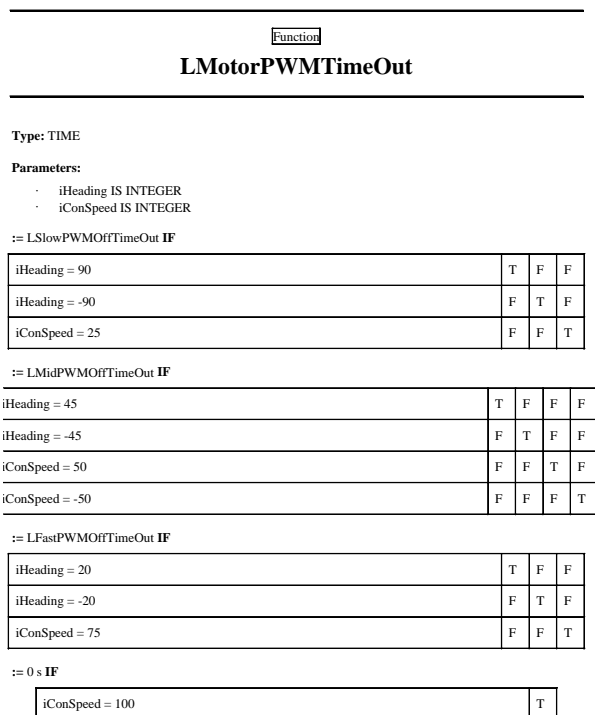 Function
LMotorPWMTimeOut
Type: TIME
Parameters:
· iHeading IS INTEGER
· iConSpeed IS INTEGER
:= LSlowPWMOffTimeOut IF
iHeading = 90 T F F
iHeading = -90 F T F
iConSpeed = 25 F F T
:= LMidPWMOffTimeOut IF
iHeading = 45 T F F F
iHeading = -45 F T F F
iConSpeed = 50 F F T F
iConSpeed = -50 F F F T
:= LFastPWMOffTimeOut IF
iHeading = 20 T F F
iHeading = -20 F T F
iConSpeed = 75 F F T
:= 0 s IF
iConSpeed = 100 T